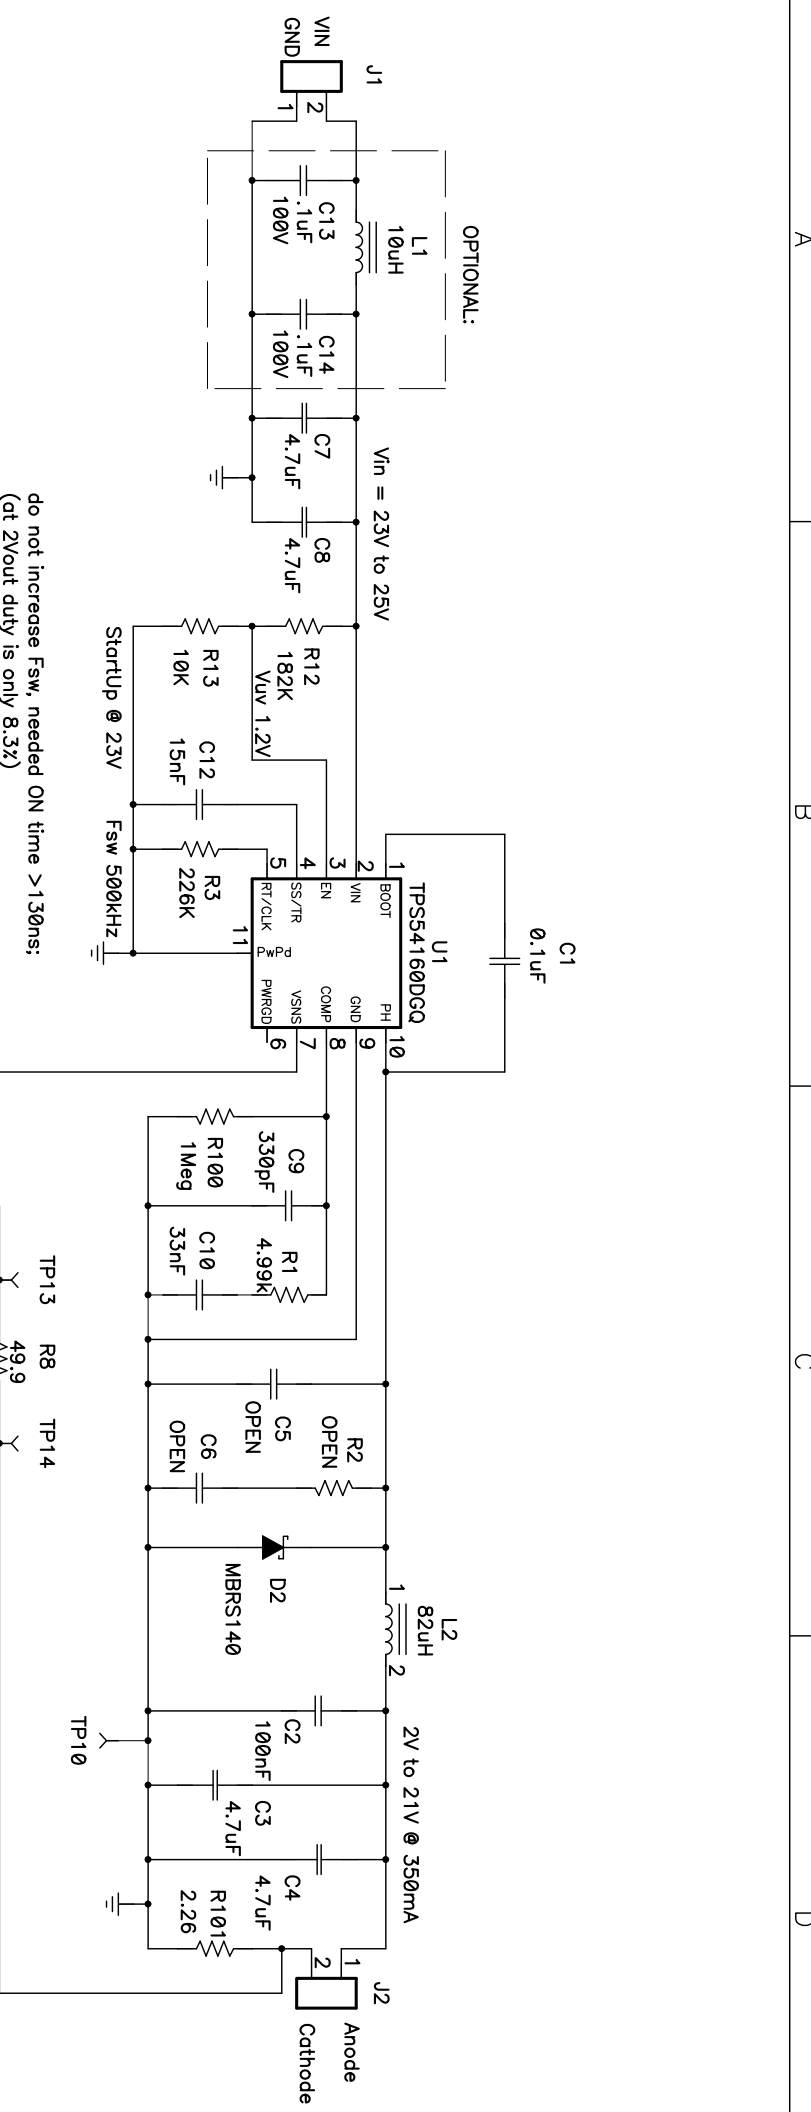 A
B
C
D
VIN
GND
J1
2
1
OPTIONAL:
L1
10uH
C13
.1uF
100V
C14
.1uF
100V
C7
4.7uF
C8
4.7uF
Vin = 23V to 25V
R12
182K
Vuv 1.2V
R13
10K
StartUp @ 23V
C12
15nF
R3
226K
Fsw 500kHz
do not increase Fsw, needed ON time >130ns;
(at 2Vout duty is only 8.3%)
C1
0.1uF
U1
TPS54160DGQ
1
BOOT
2
VIN
3
EN
4
SS/TR
5
RT/CLK
11
PwPd
PH
10
GND
9
COMP
8
VSNS
7
PWRGD
6
R100
1Meg
C9
330pF
C10
33nF
R1
4.99k
C5
OPEN
R2
OPEN
C6
OPEN
D2
MBRS140
L2
82uH
1
2
2V to 21V @ 350mA
C2
100nF
C3
4.7uF
C4
4.7uF
TP10
R101
2.26
J2
1
2
Anode
Cathode
TP13
R8
49.9
TP14